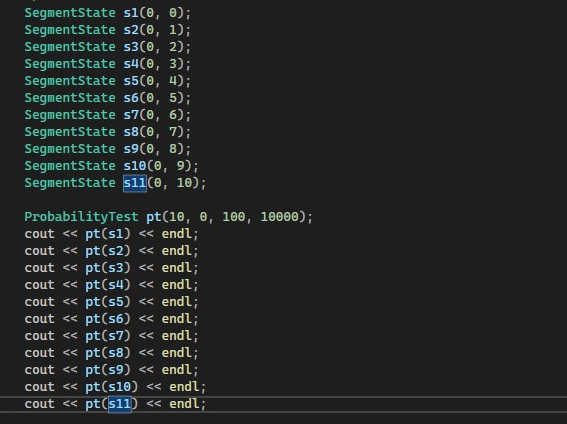 SegmentState s1(0, 0);
SegmentState s2(0, 1);
SegmentState s3(0, 2);
SegmentState s4(0, 3);
SegmentState s5(0, 4);
SegmentState s6(0, 5);
SegmentState s7(0, 6);
SegmentState s8(0, 7);
SegmentState s9(0, 8);
SegmentState s10(0, 9);
SegmentState s11(0, 10);
ProbabilityTest pt(10, 0, 100, 10000);
cout << pt(s1) << endl;
cout << pt(s2) << endl;
cout << pt(s3) << endl;
cout << pt(s4) << endl;
cout << pt(s5) << endl;
cout << pt(s6) << endl;
cout << pt(s7) << endl;
cout << pt(s8) << endl;
cout << pt(s9) << endl;
cout << pt(s10) << endl;
cout << pt(s11) << endl;